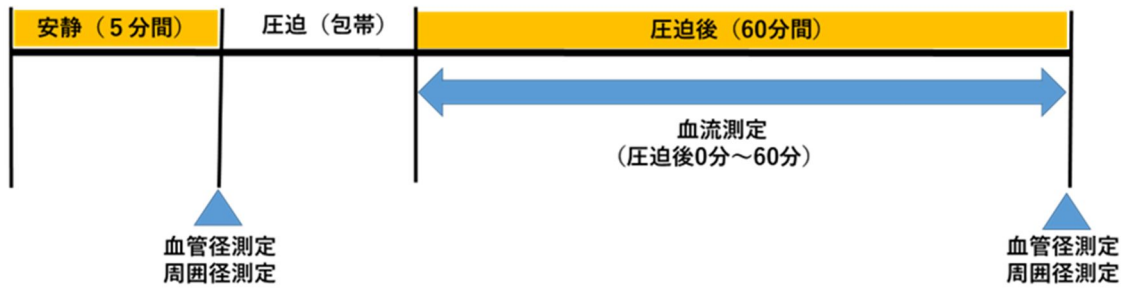 安静（５分間）
圧迫（包帯）
圧迫後（60分間）
血流測定
（圧迫後0分～60分）
血管径測定
周囲径測定
血管径測定
周囲径測定